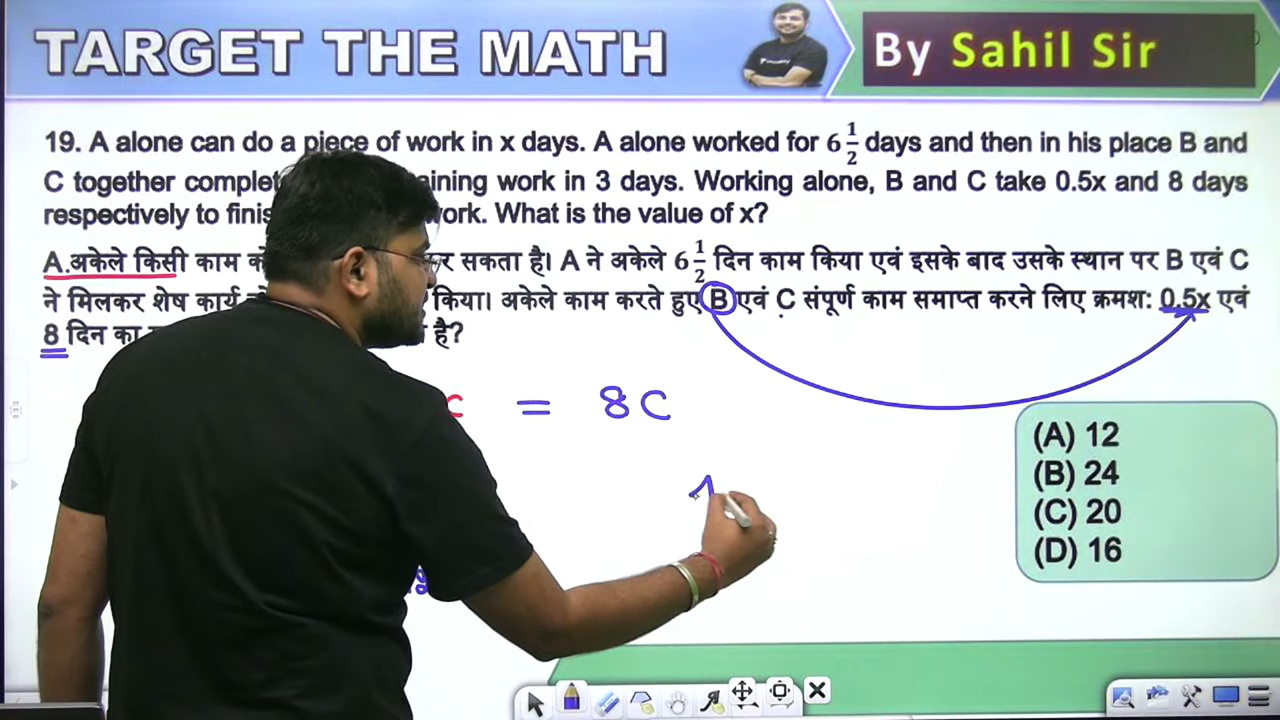 TARGET THE MATH
By Sahil Sir
19. A alone can do a piece of work in x days. A alone worked for 6 1/2 days and then in his place B and
C together complet aining work in 3 days. Working alone, B and C take 0.5x and 8 days
respectively to finis ork. What is the value of x?
A.अकेले किसी काम को र सकता है। A ने अकेले 6 1/2 दिन काम किया एवं इसके बाद उसके स्थान पर B एवं C
ने मिलकर शेष कार्य किया। अकेले काम करते हुए B एवं C संपूर्ण काम समाप्त करने लिए क्रमश: 0.5x एवं
8 दिन का है?
= 8C
(A) 12
(B) 24
(C) 20
(D) 16